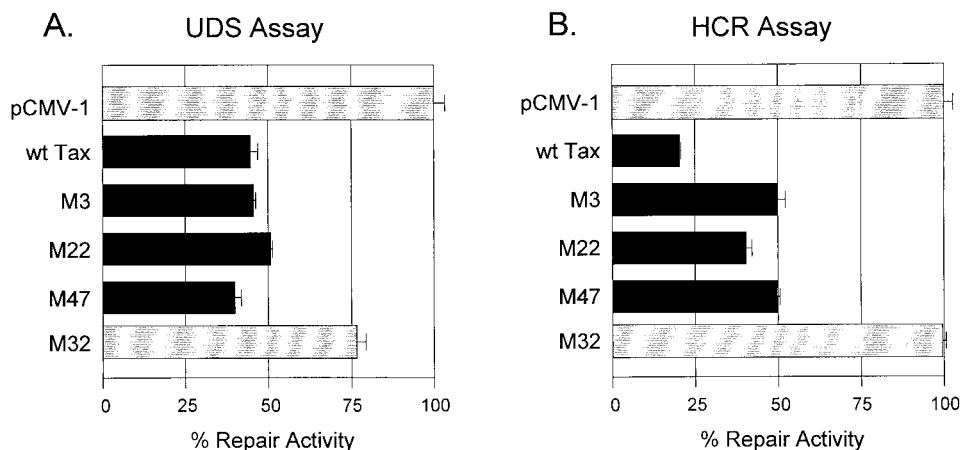 A.
UDS Assay
pCMV-1
wt Tax
M3
M22
M47
M32
0 25 50 75 100
% Repair Activity
B.
HCR Assay
pCMV-1
wt Tax
M3
M22
M47
M32
0 25 50 75 100
% Repair Activity